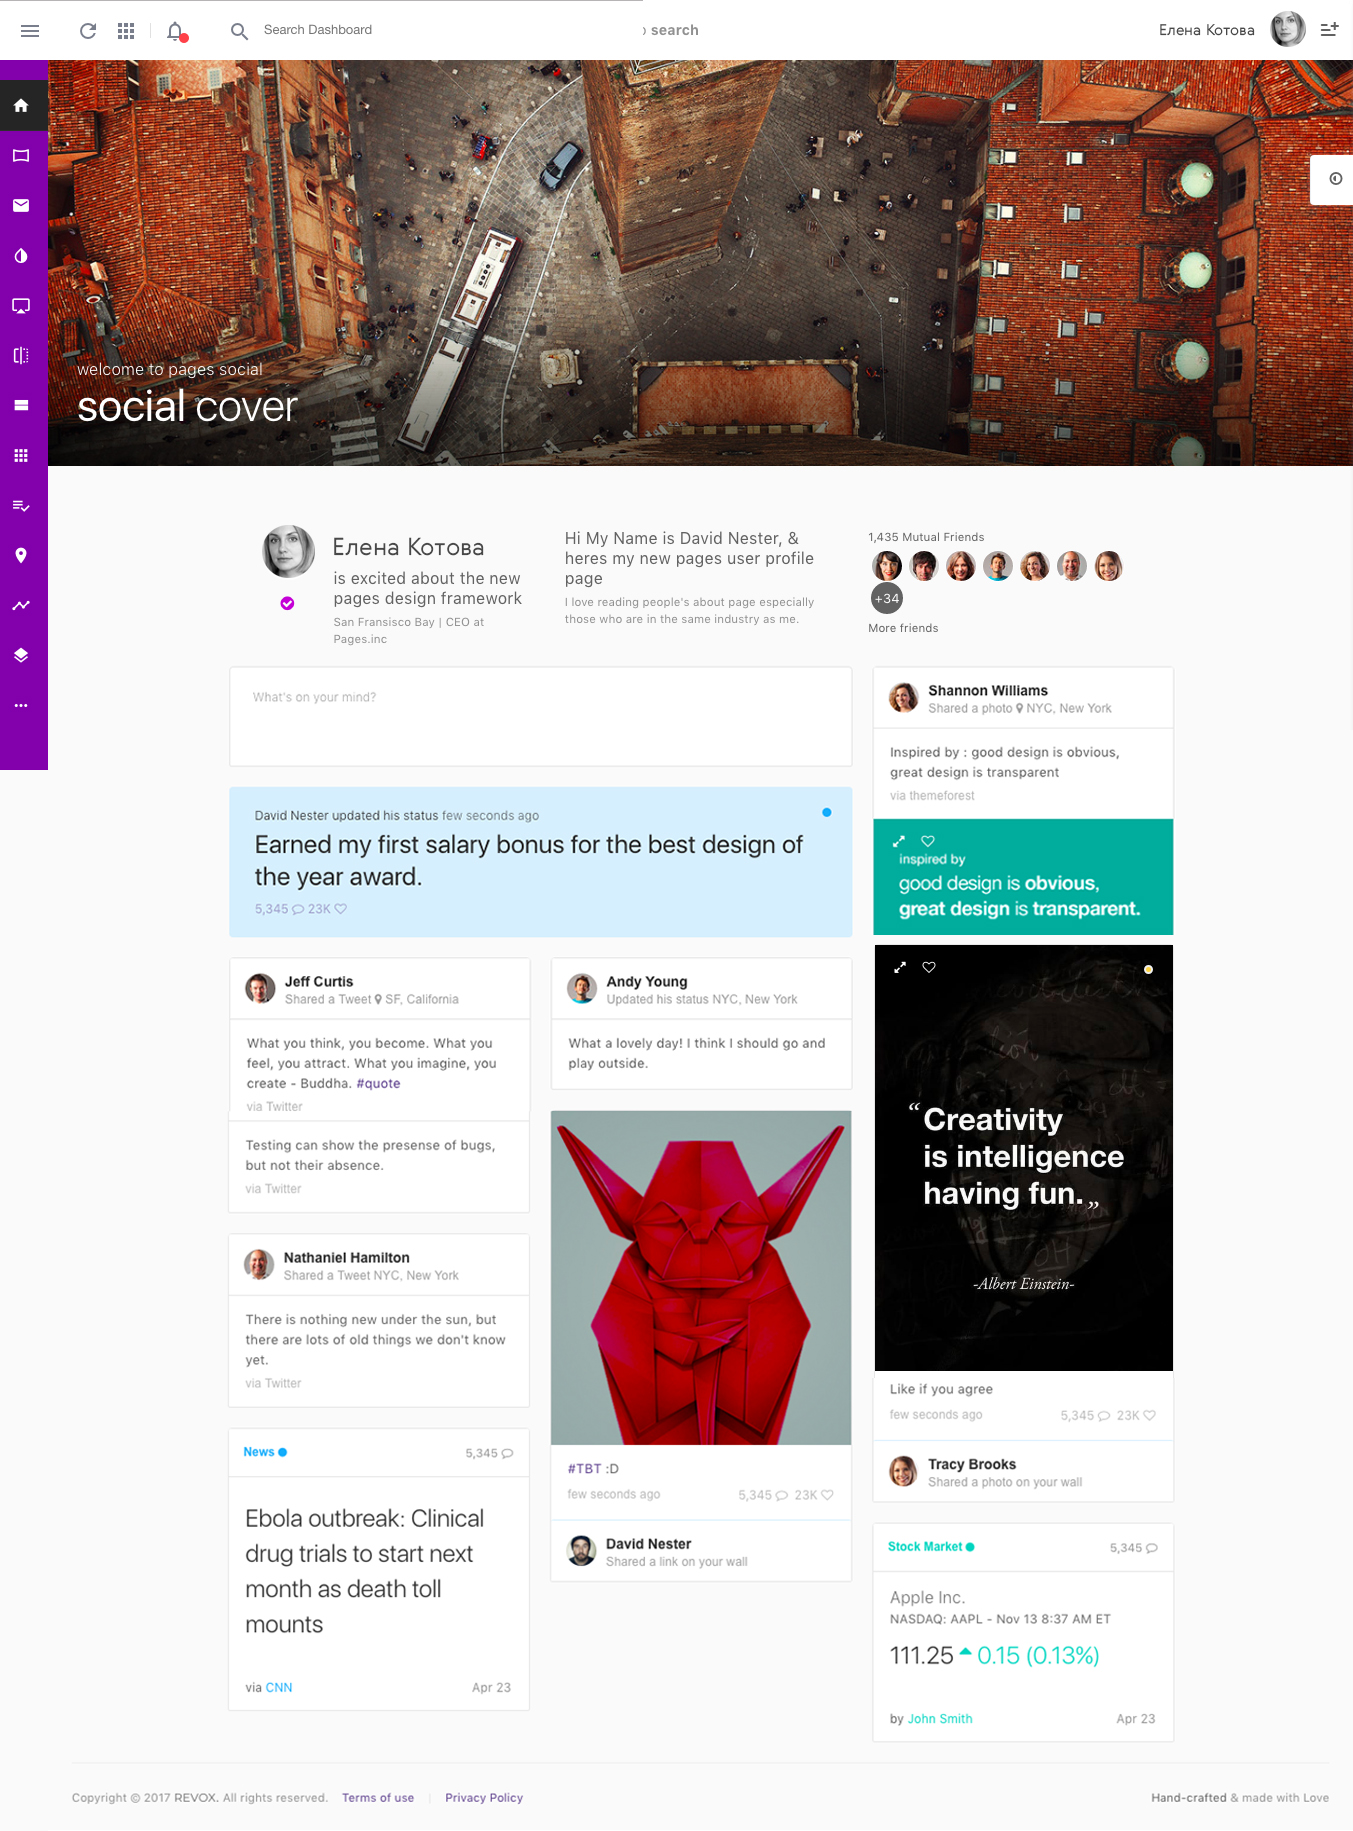 Search Dashboard
search
Елена Котова
welcome to pages social
social cover
Елена Котова
is excited about the new
pages design framework
San Fransisco Bay | CEO at
Pages.inc
Hi My Name is David Nester, &
heres my new pages user profile
page
I love reading people's about page especially
those who are in the same industry as me.
1,435 Mutual Friends
+34
More friends
What's on your mind?
David Nester updated his status few seconds ago
Earned my first salary bonus for the best design of
the year award.
5,345 23K
Jeff Curtis
Shared a Tweet SF, California
What you think, you become. What you
feel, you attract. What you imagine, you
create - Buddha. #quote
via Twitter
Testing can show the presense of bugs,
but not their absence.
via Twitter
Nathaniel Hamilton
Shared a Tweet NYC, New York
There is nothing new under the sun, but
there are lots of old things we don't know
yet.
via Twitter
News 5,345
Ebola outbreak: Clinical
drug trials to start next
month as death toll
mounts
via CNN Apr 23
Andy Young
Updated his status NYC, New York
What a lovely day! I think I should go and
play outside.
#TBT :D
few seconds ago 5,345 23K
David Nester
Shared a link on your wall
Shannon Williams
Shared a photo NYC, New York
Inspired by : good design is obvious,
great design is transparent
via themeforest
inspired by
good design is obvious,
great design is transparent.
“Creativity
is intelligence
having fun.„
-Albert Einstein-
Like if you agree
few seconds ago 5,345 23K
Tracy Brooks
Shared a photo on your wall
Stock Market 5,345
Apple Inc.
NASDAQ: AAPL - Nov 13 8:37 AM ET
111.25 0.15 (0.13%)
by John Smith Apr 23
Copyright © 2017 REVOX. All rights reserved. Terms of use | Privacy Policy
Hand-crafted & made with Love